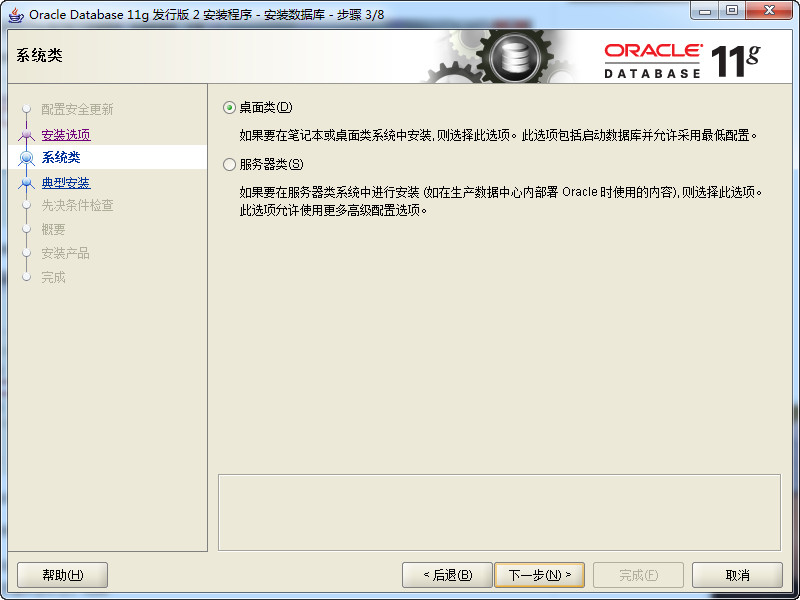 Oracle Database 11g 发行版 2 安装程序 - 安装数据库 - 步骤 3/8
系统类
ORACLE
DATABASE
11g
配置安全更新
安装选项
系统类
典型安装
先决条件检查
概要
安装产品
完成
桌面类(D)
如果要在笔记本或桌面类系统中安装,则选择此选项。此选项包括启动数据库并允许采用最低配置。
服务器类(S)
如果要在服务器类系统中进行安装 (如在生产数据中心内部署 Oracle 时使用的内容),则选择此选项。
此选项允许使用更多高级配置选项。
帮助(H)
< 后退(B)
下一步(N) >
完成(F)
取消